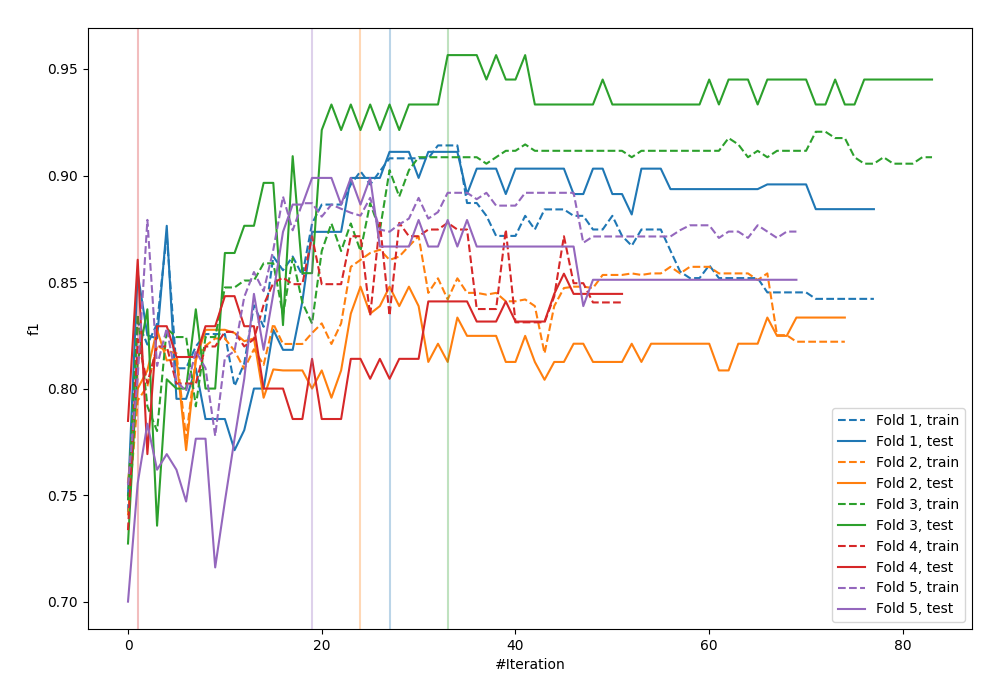 f1
0.95
0.90
0.85
0.80
0.75
0.70
0
20
40
60
80
#Iteration
Fold 1, train
Fold 1, test
Fold 2, train
Fold 2, test
Fold 3, train
Fold 3, test
Fold 4, train
Fold 4, test
Fold 5, train
Fold 5, test